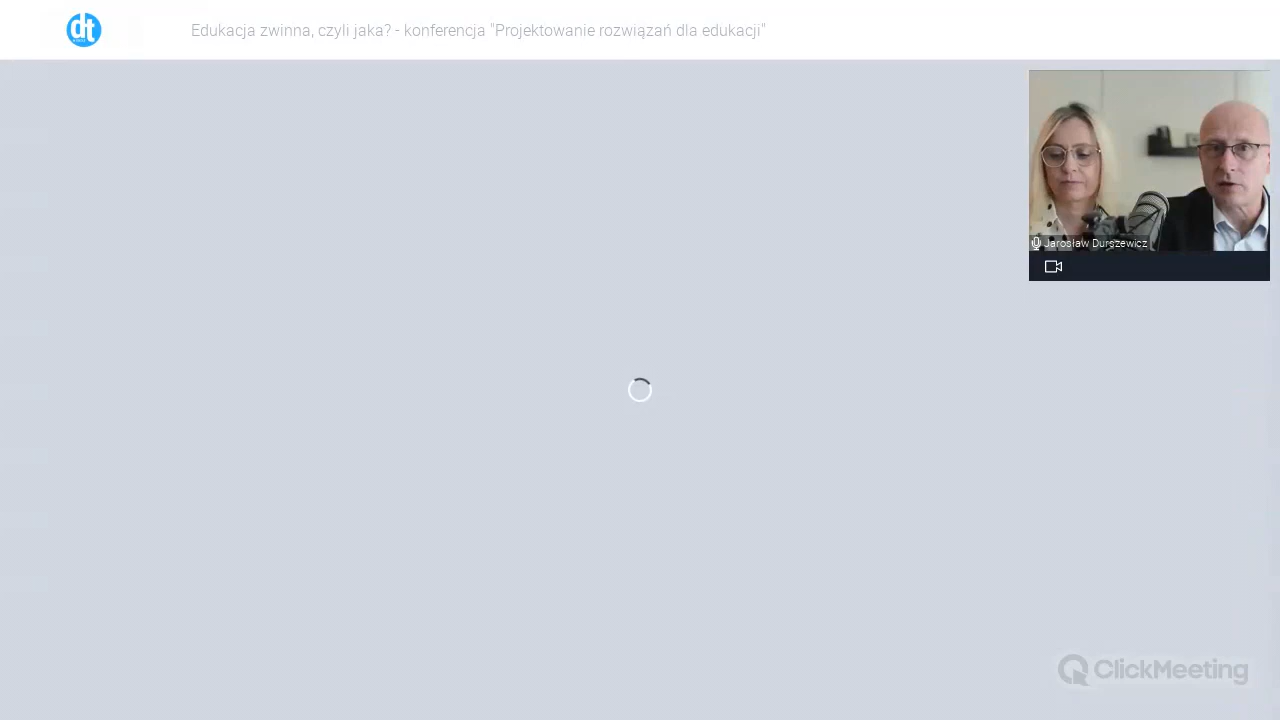 dt
Edukacja zwinna, czyli jaka? - konferencja "Projektowanie rozwiązań dla edukacji"
Jarosław Durszewicz
ClickMeeting